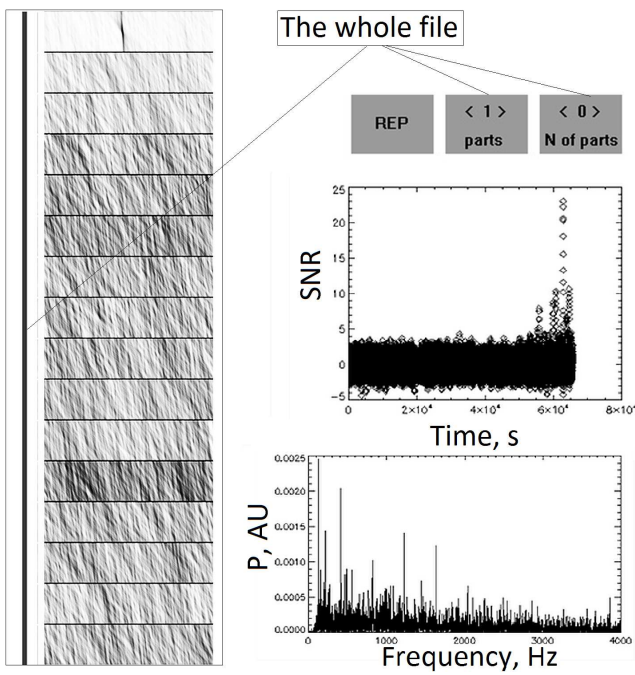 The whole file
REP
< 1 >
parts
< 0 >
N of parts
25
20
15
10
5
0
-5
SNR
0
2×10⁴
4×10⁴
6×10⁴
8×10
Time, s
0.0025
0.0020
0.0015
0.0010
0.0005
0.0000
P, AU
0
1000
2000
3000
4000
Frequency, Hz